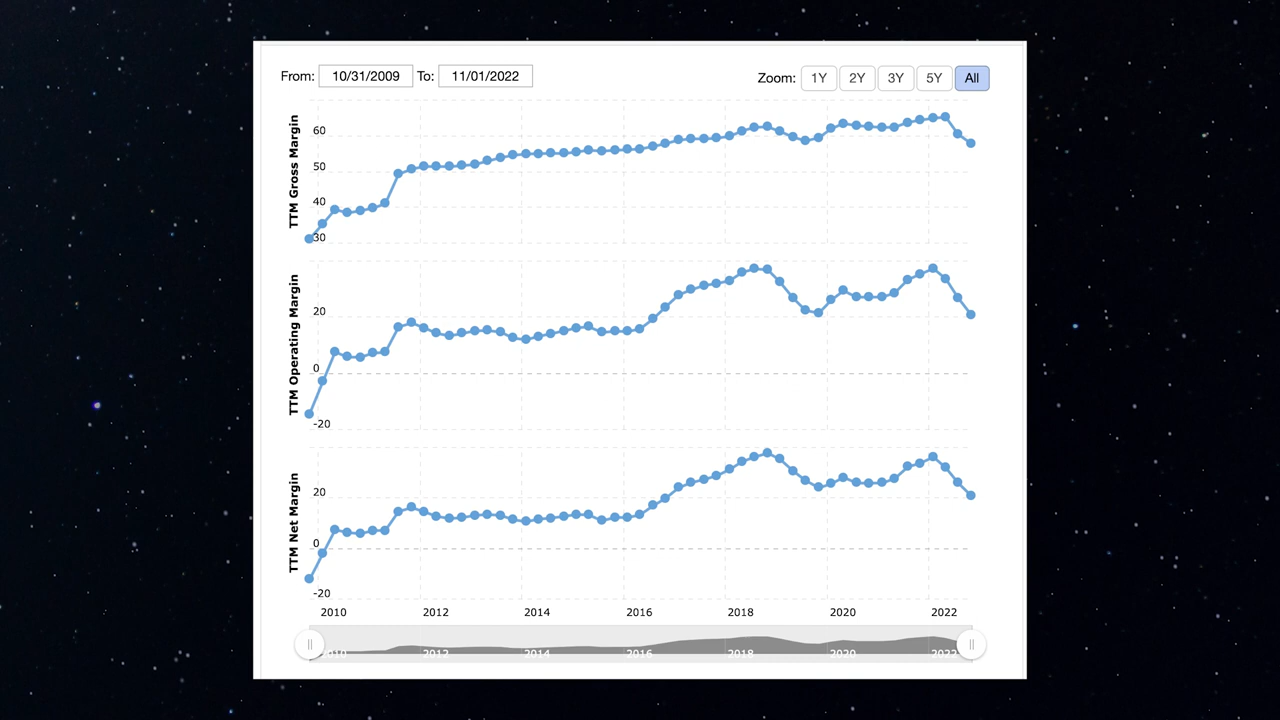 From: 10/31/2009 To: 11/01/2022 Zoom: 1Y 2Y 3Y 5Y All
TTM Gross Margin
60
50
40
30
TTM Operating Margin
20
0
-20
TTM Net Margin
20
0
-20
2010 2012 2014 2016 2018 2020 2022
2010 2012 2014 2016 2018 2020 2022